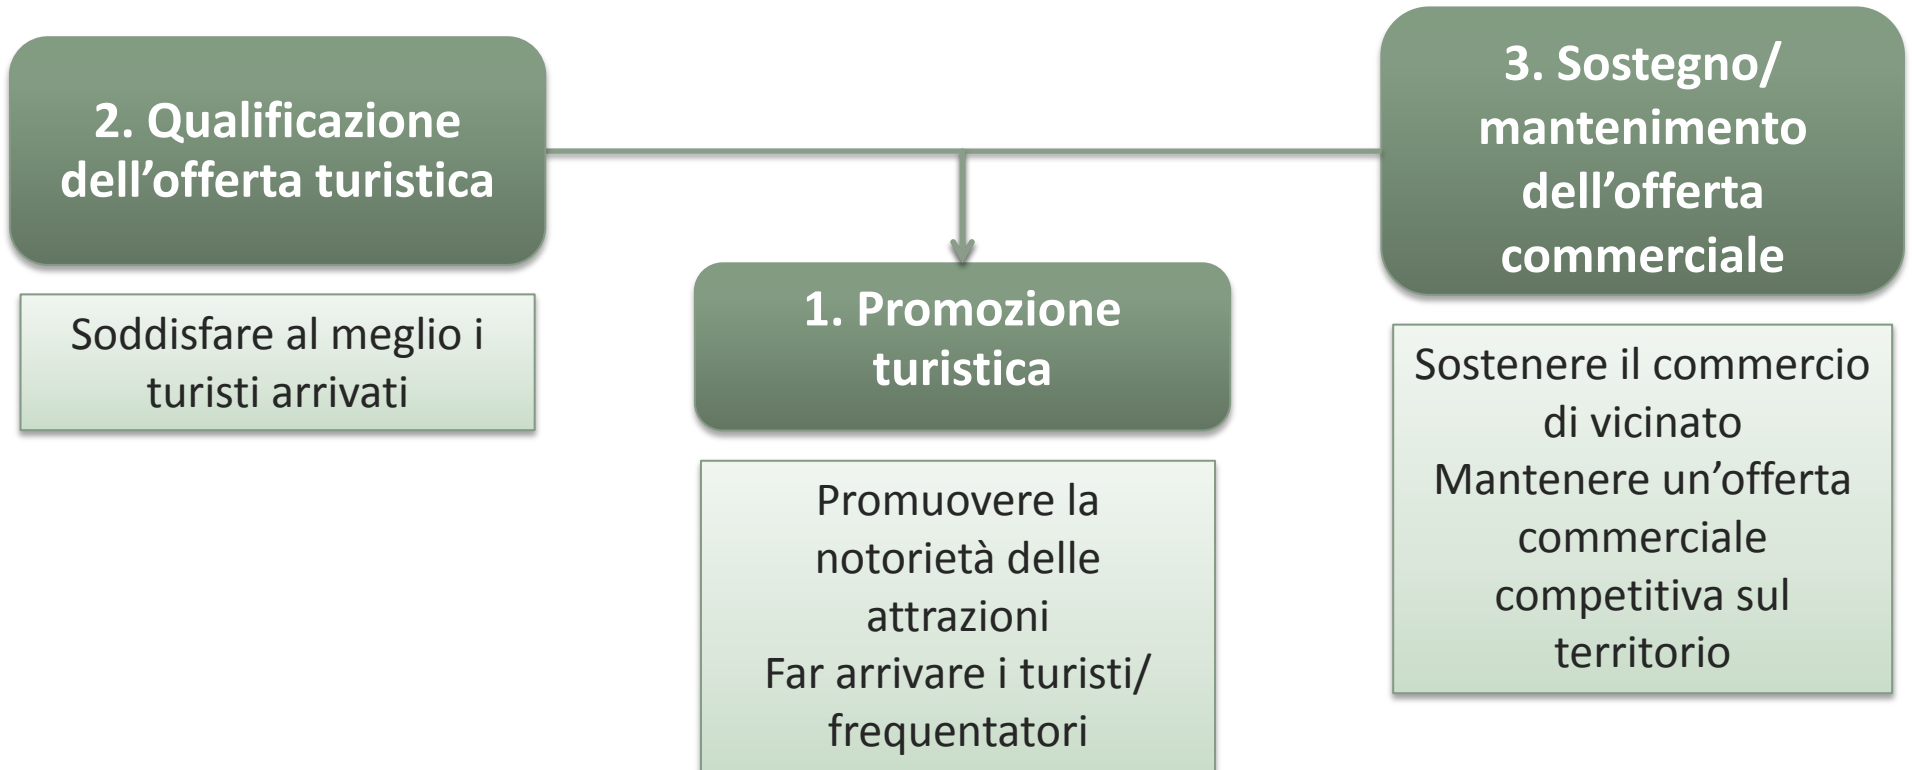 2. Qualificazione
dell’offerta turistica
Soddisfare al meglio i
turisti arrivati
1. Promozione
turistica
Promuovere la
notorietà delle
attrazioni
Far arrivare i turisti/
frequentatori
3. Sostegno/
mantenimento
dell’offerta
commerciale
Sostenere il commercio
di vicinato
Mantenere un’offerta
commerciale
competitiva sul
territorio